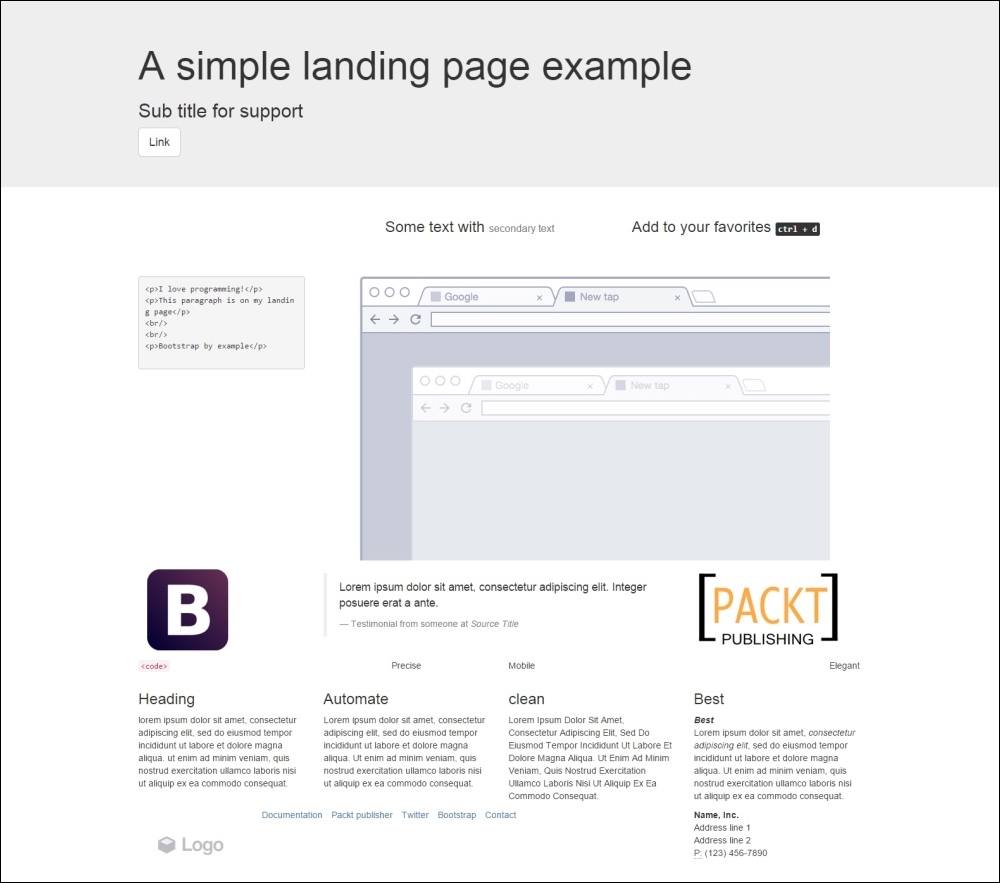 A simple landing page example
Sub title for support
Link
Some text with secondary text
Add to your favorites ctrl + d
<p>I love programming!</p>
<p>This paragraph is on my landin
g page</p>
<br/>
<br/>
<p>Bootstrap by example</p>
Google × New tap ×
Google × New tap ×
B
Lorem ipsum dolor sit amet, consectetur adipiscing elit. Integer
posuere erat a ante.
— Testimonial from someone at Source Title
PACKT
PUBLISHING
<code>
Precise
Mobile
Elegant
Heading
lorem ipsum dolor sit amet, consectetur
adipiscing elit, sed do eiusmod tempor
incididunt ut labore et dolore magna
aliqua. ut enim ad minim veniam, quis
nostrud exercitation ullamco laboris nisi
ut aliquip ex ea commodo consequat.
Automate
Lorem ipsum dolor sit amet, consectetur
adipiscing elit, sed do eiusmod tempor
incididunt ut labore et dolore magna
aliqua. Ut enim ad minim veniam, quis
nostrud exercitation ullamco laboris nisi
ut aliquip ex ea commodo consequat.
clean
Lorem Ipsum Dolor Sit Amet,
Consectetur Adipiscing Elit, Sed Do
Eiusmod Tempor Incididunt Ut Labore Et
Dolore Magna Aliqua. Ut Enim Ad Minim
Veniam, Quis Nostrud Exercitation
Ullamco Laboris Nisi Ut Aliquip Ex Ea
Commodo Consequat.
Best
Best
Lorem ipsum dolor sit amet, consectetur
adipiscing elit, sed do eiusmod tempor
incididunt ut labore et dolore magna
aliqua. Ut enim ad minim veniam, quis
nostrud exercitation ullamco laboris nisi
ut aliquip ex ea commodo consequat.
Name, Inc.
Address line 1
Address line 2
P: (123) 456-7890
Documentation Packt publisher Twitter Bootstrap Contact
Logo